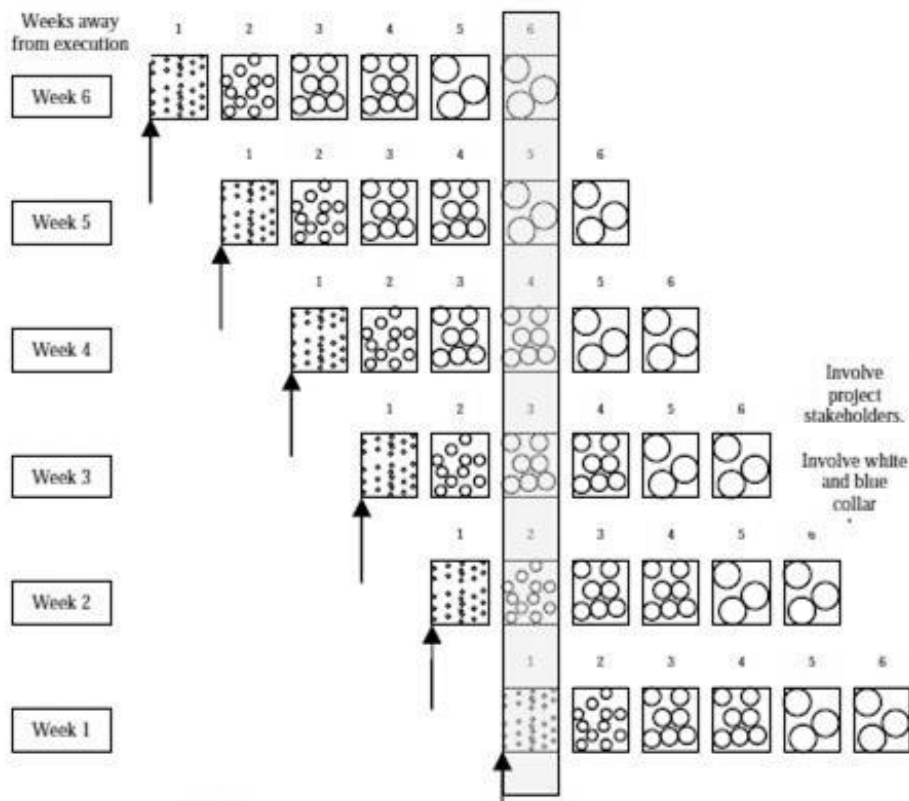 Weeks away
from execution
1 2 3 4 5 6
Week 6
1 2 3 4 5 6
Week 5
1 2 3 4 5 6
Week 4
Involve
project
stakeholders.
1 2 3 4 5 6
Week 3
Involve white
and blue
collar
1 2 3 4 5 6
Week 2
1 2 3 4 5 6
Week 1